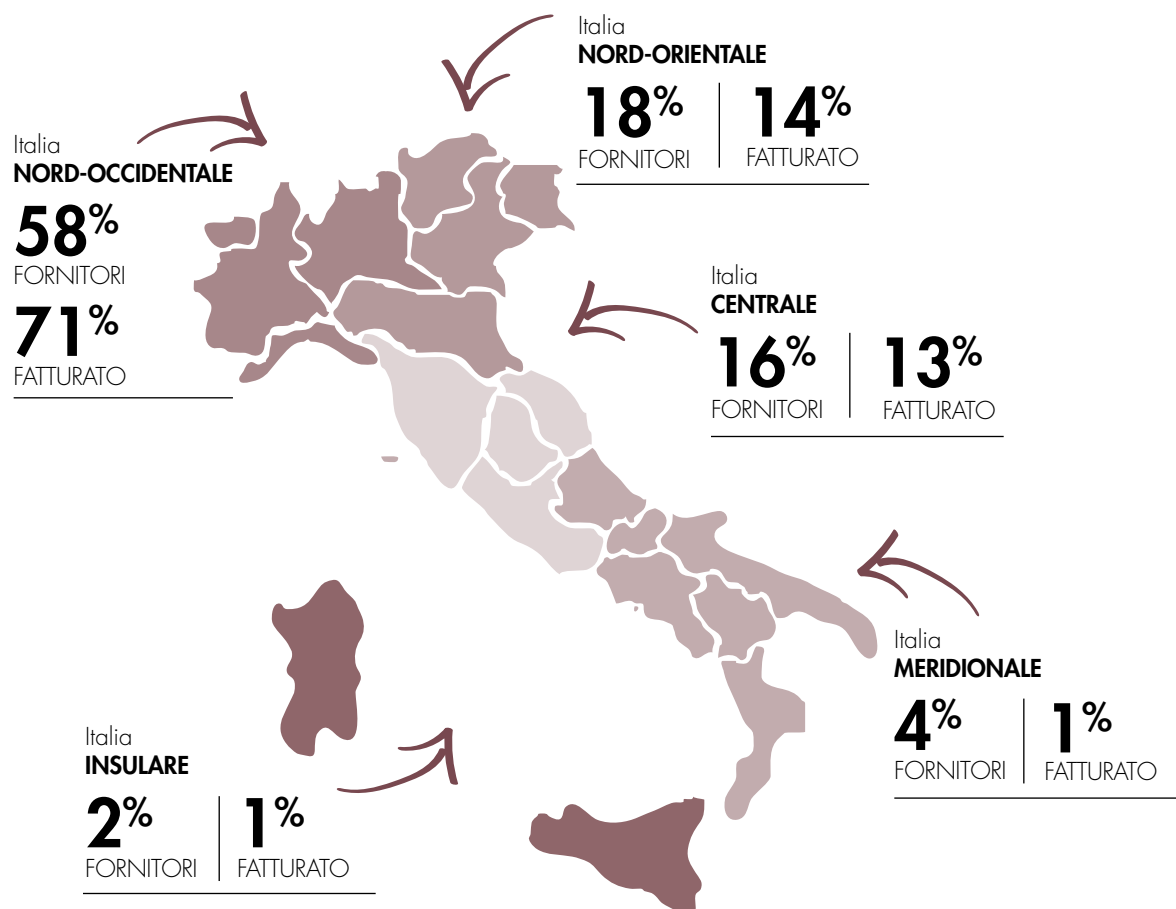 Italia
NORD-ORIENTALE
18% 14%
FORNITORI FATTURATO
Italia
NORD-OCCIDENTALE
58%
FORNITORI
71%
FATTURATO
Italia
CENTRALE
16% 13%
FORNITORI FATTURATO
Italia
MERIDIONALE
4% 1%
FORNITORI FATTURATO
Italia
INSULARE
2% 1%
FORNITORI FATTURATO